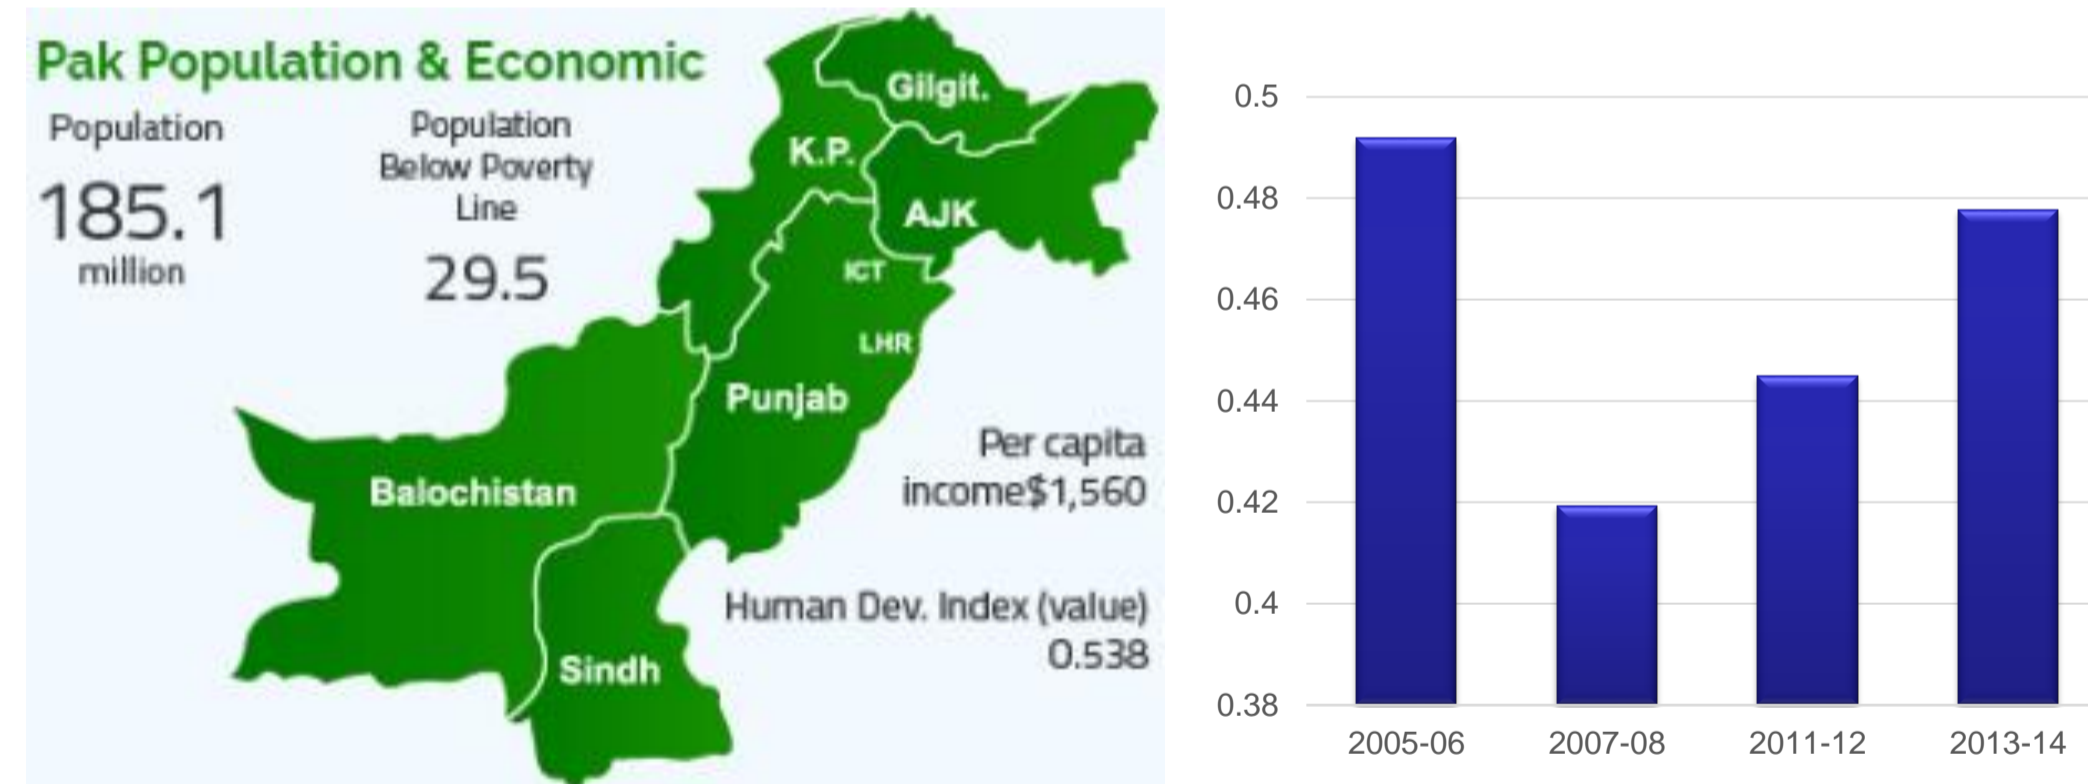 Pak Population & Economic
Population
185.1
million
Population
Below Poverty
Line
29.5
Gilgit.
K.P.
AJK
ICT
LHR
Punjab
Balochistan
Sindh
Per capita
income$1,560
Human Dev. Index (value)
0.538
0.5
0.48
0.46
0.44
0.42
0.4
0.38
2005-06 2007-08 2011-12 2013-14